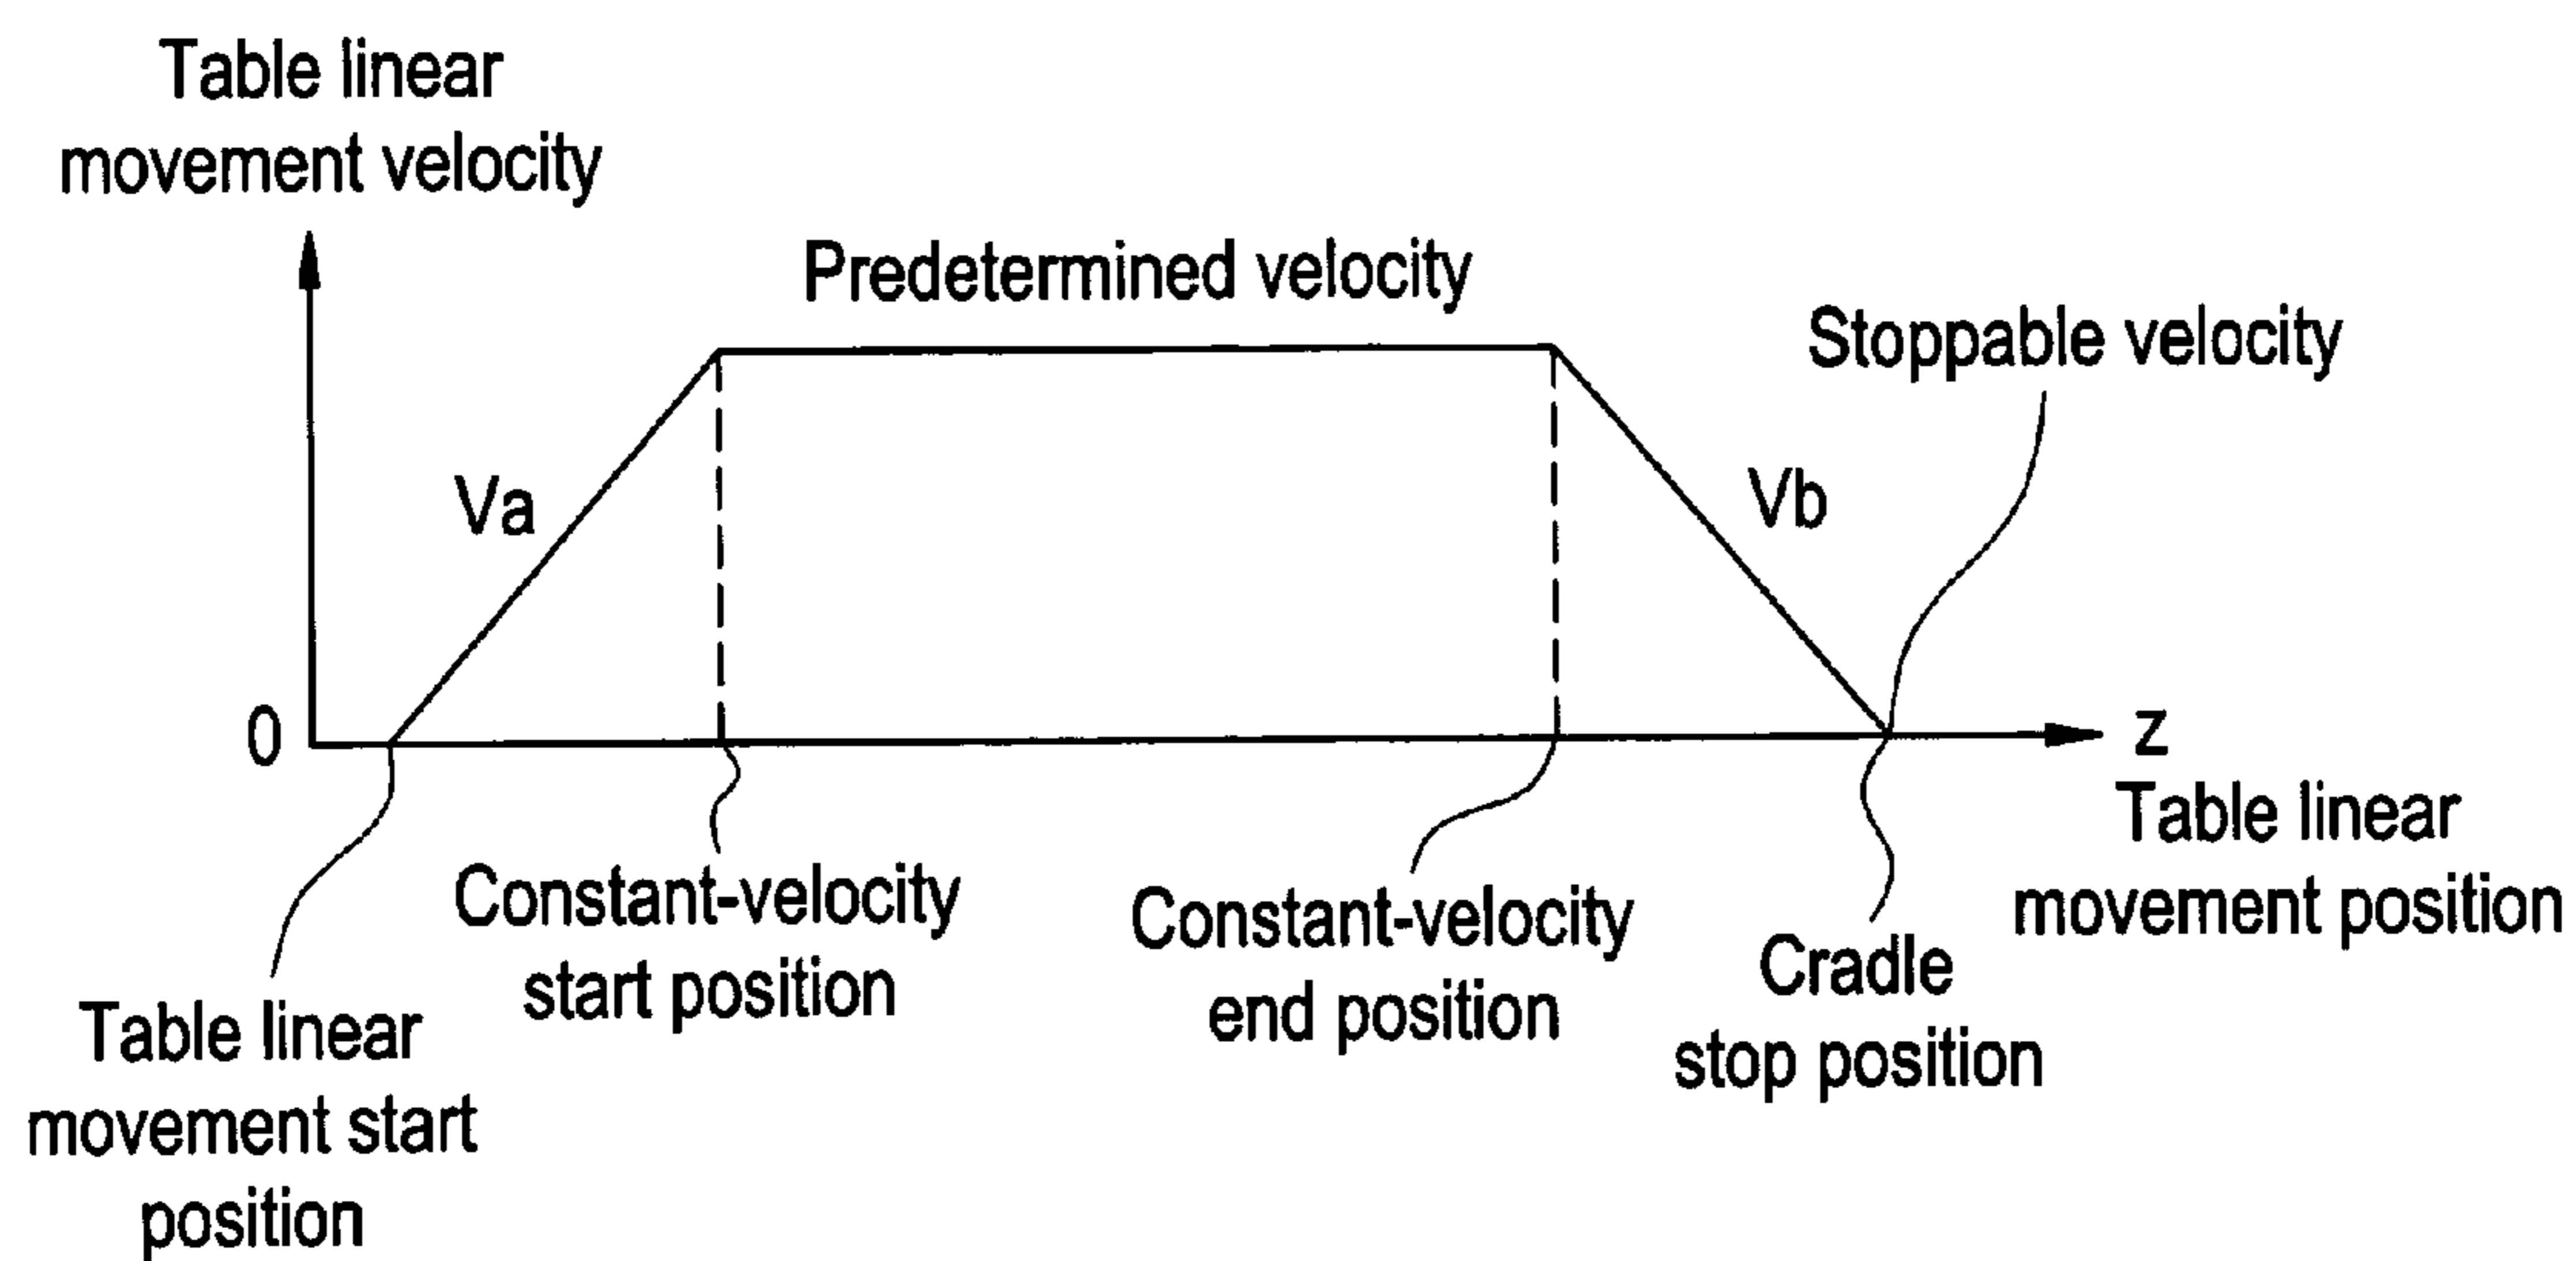 Table linear
movement velocity
Predetermined velocity
Stoppable velocity
Va
Vb
0
z
Table linear
movement position
Constant-velocity
start position
Constant-velocity
end position
Cradle
stop position
Table linear
movement start
position